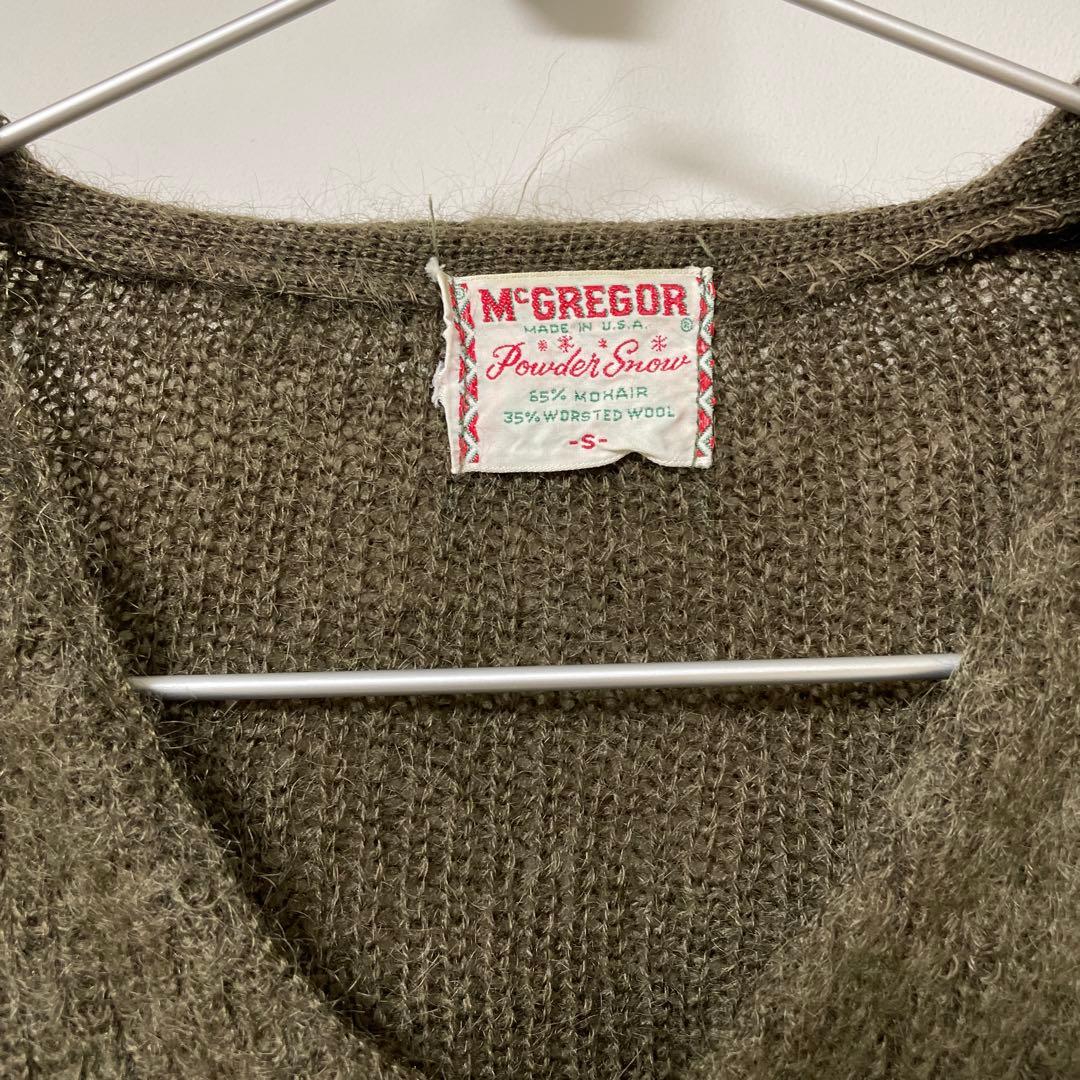 McGREGOR
MADE IN U.S.A. ®
Powder Snow
65% MOHAIR
35% WORSTED WOOL
-S-